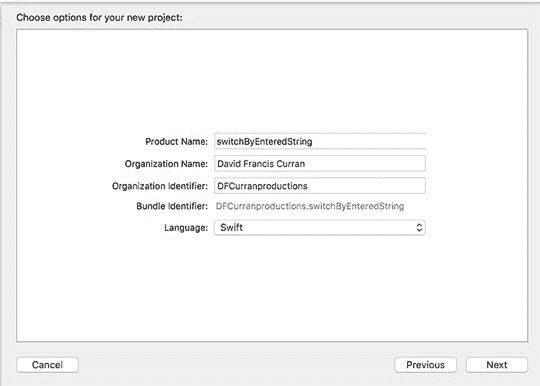 Choose options for your new project:
Product Name: switchByEnteredString
Organization Name: David Francis Curran
Organization Identifier: DFCurranproductions
Bundle Identifier: DFCurranproductions.switchByEnteredString
Language: Swift
Cancel Previous Next